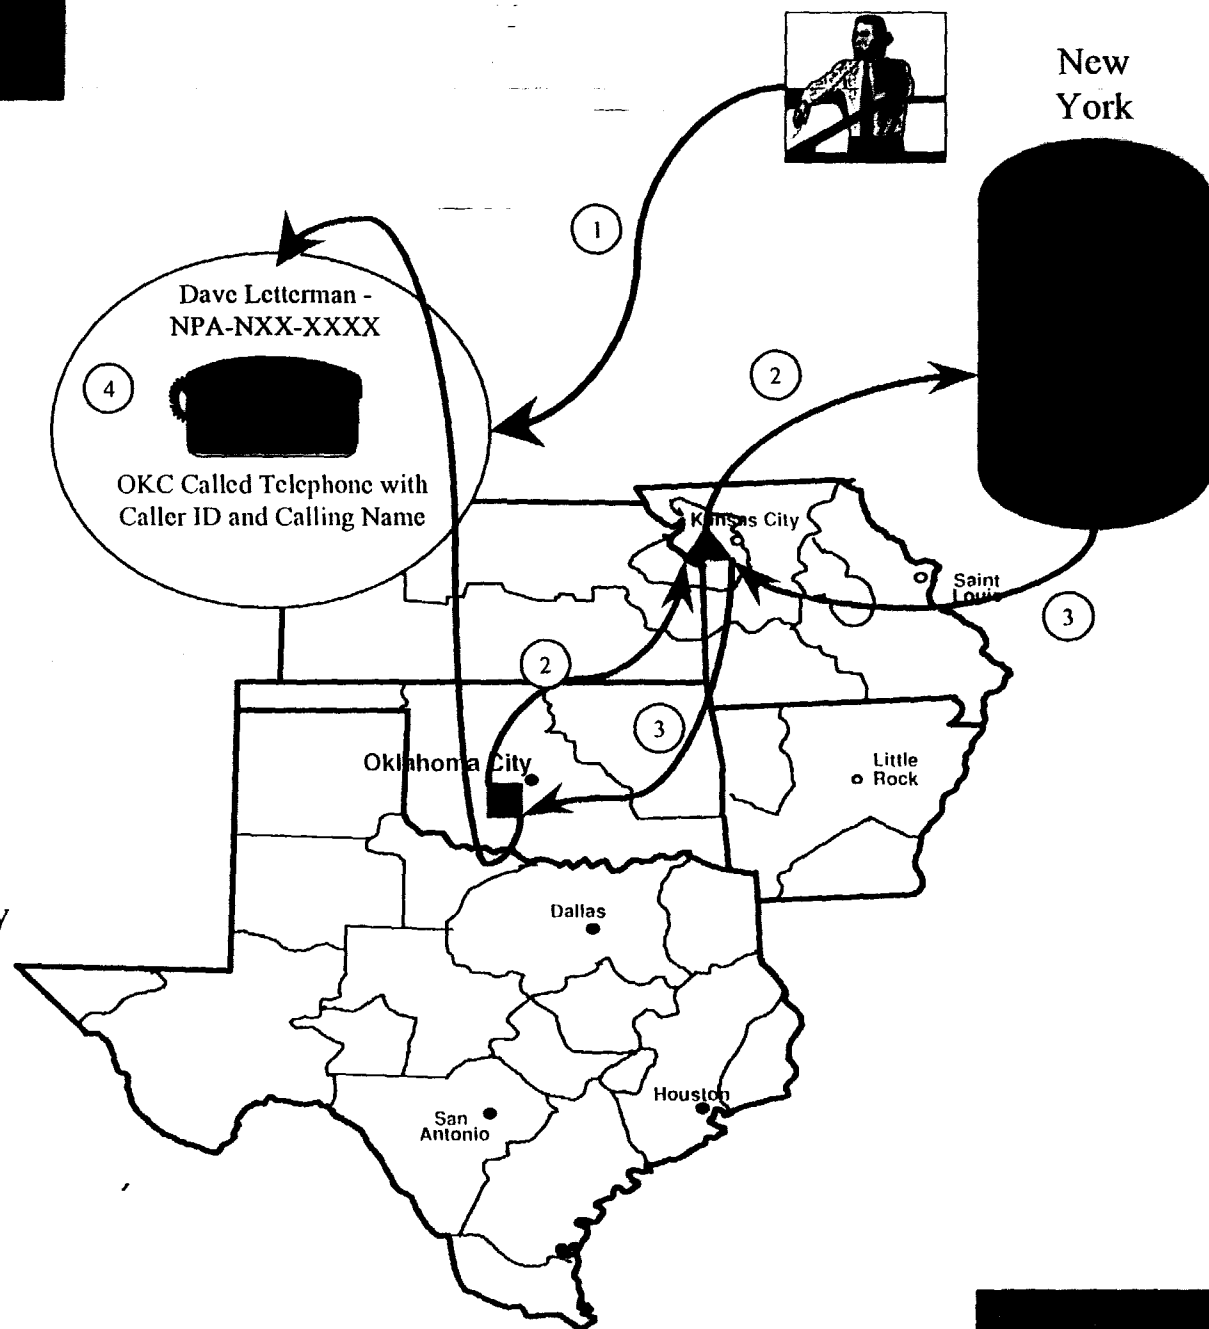 New
York
1
Dave Letterman -
NPA-NXX-XXXX
2
4
OKC Called Telephone with
Caller ID and Calling Name
Kansas City
Saint
Louis
3
2
3
Oklahoma City
Little
Rock
Dallas
y
Houston
San
Antonio